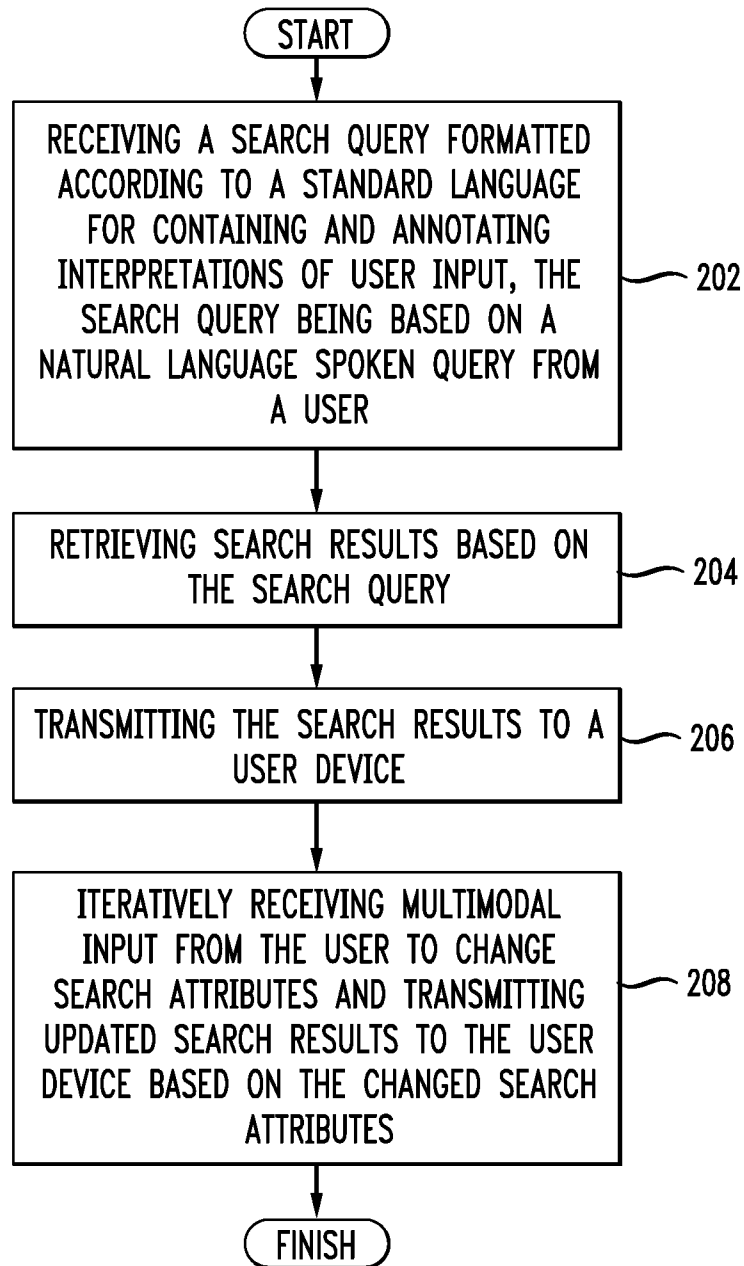 START
RECEIVING A SEARCH QUERY FORMATTED
ACCORDING TO A STANDARD LANGUAGE
FOR CONTAINING AND ANNOTATING
INTERPRETATIONS OF USER INPUT, THE
SEARCH QUERY BEING BASED ON A
NATURAL LANGUAGE SPOKEN QUERY FROM
A USER
202
RETRIEVING SEARCH RESULTS BASED ON
THE SEARCH QUERY
204
TRANSMITTING THE SEARCH RESULTS TO A
USER DEVICE
206
ITERATIVELY RECEIVING MULTIMODAL
INPUT FROM THE USER TO CHANGE
SEARCH ATTRIBUTES AND TRANSMITTING
UPDATED SEARCH RESULTS TO THE USER
DEVICE BASED ON THE CHANGED SEARCH
ATTRIBUTES
208
FINISH